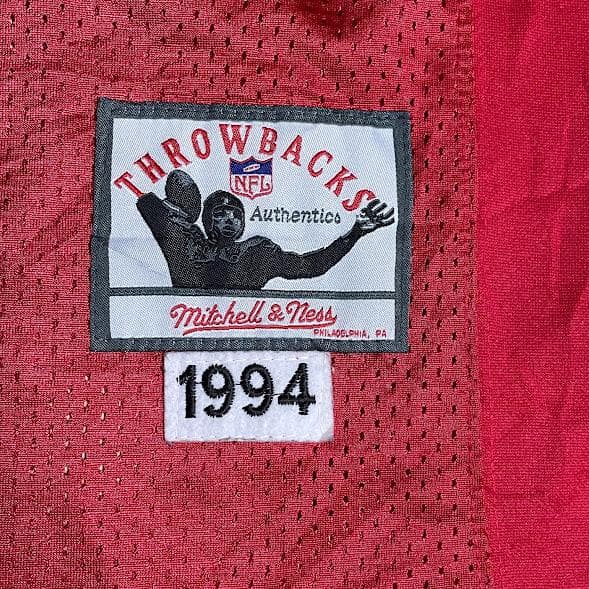 THROWBACKS
NFL
Authentics
Mitchell & Ness
PHILADELPHIA, PA
1994